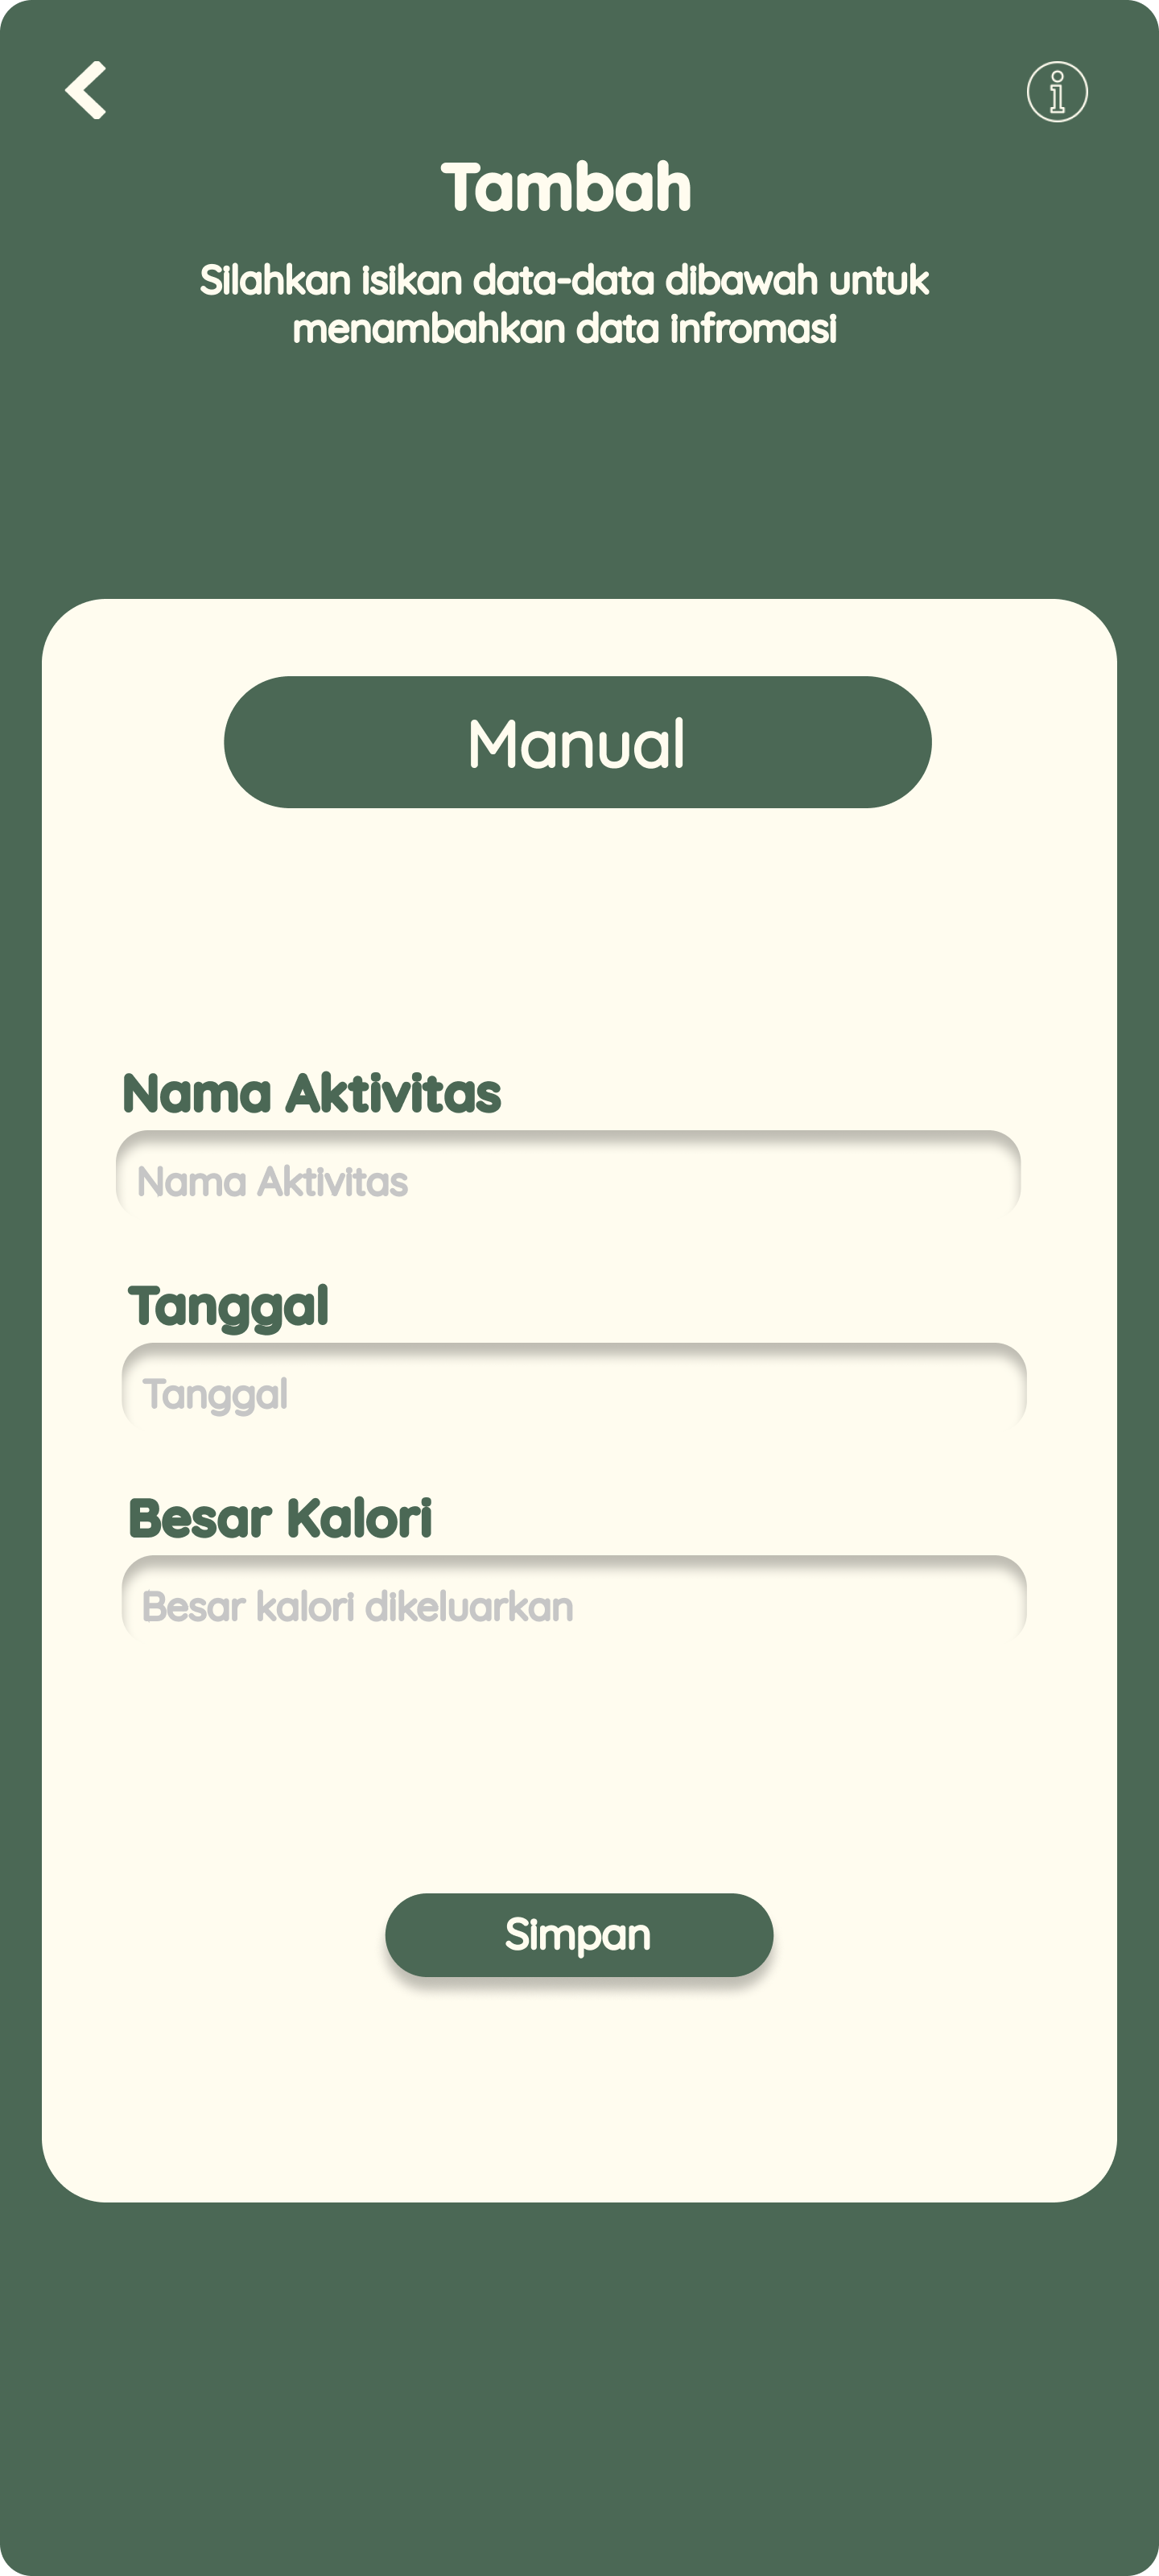 Tambah
Silahkan isikan data-data dibawah untuk
menambahkan data infromasi
Manual
Nama Aktivitas
Nama Aktivitas
Tanggal
Tanggal
Besar Kalori
Besar kalori dikeluarkan
Simpan